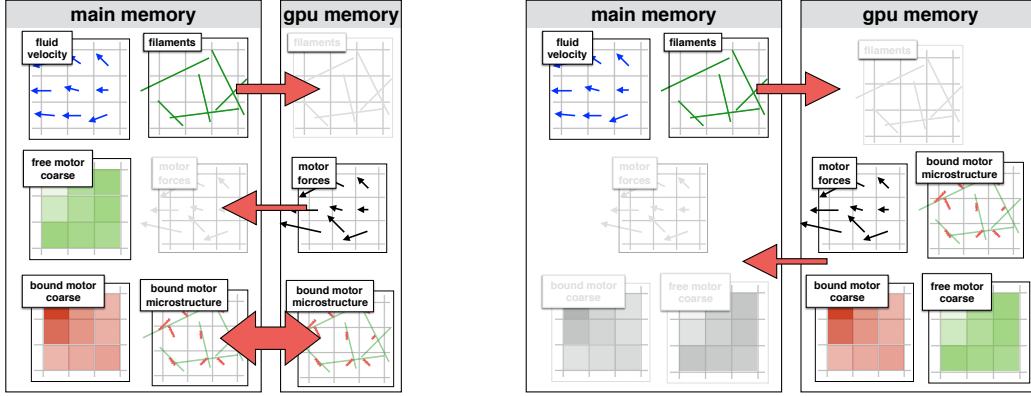 main memory
gpu memory
fluid
velocity
filaments
filaments
free motor
coarse
motor
forces
motor
forces
bound motor
coarse
bound motor
microstructure
bound motor
microstructure
main memory
gpu memory
fluid
velocity
filaments
filaments
motor
forces
motor
forces
bound motor
microstructure
bound motor
coarse
free motor
coarse
bound motor
coarse
free motor
coarse